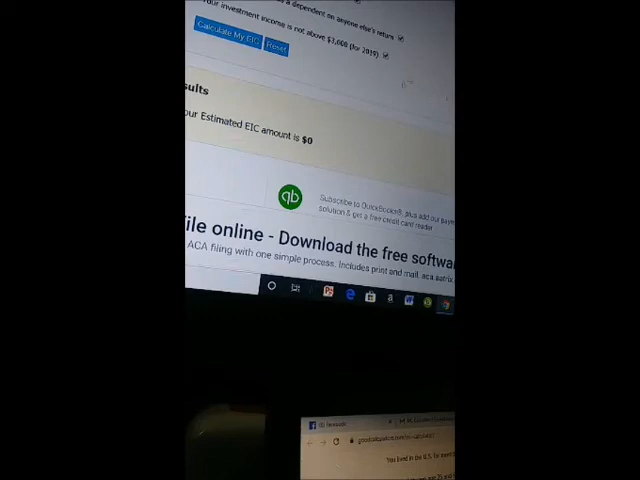 a dependent on anyone else's return
your investment income is not above $3,600 (for 2019)
Calculate My EIC Reset
sults
our Estimated EIC amount is $0
qb
Subscribe to QuickBooks®, plus add our paym
solution & get a free credit card reader
ile online - Download the free softwa
ACA filing with one simple process. Includes print and mail. aca.
You lived in the U.S. for more